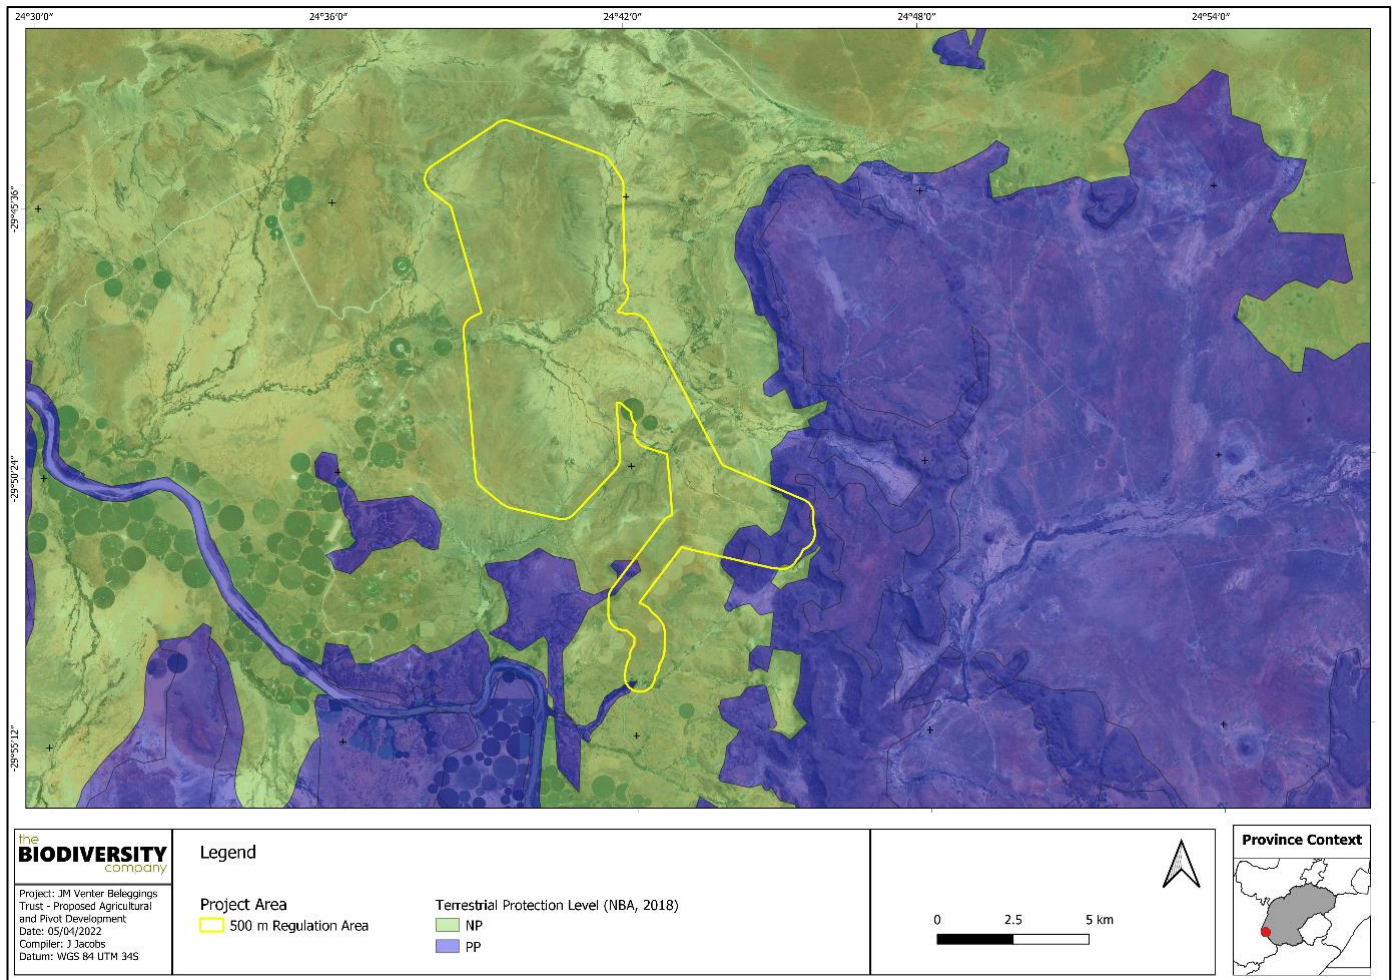 24°30'0" 24°36'0" 24°42'0" 24°48'0" 24°54'0"
-29°45'36"
-29°50'24"
-29°55'12"
the
BIODIVERSITY
company
Project: JM Venter Beleggings
Trust - Proposed Agricultural
and Pivot Development
Date: 05/04/2022
Compiler: J Jacobs
Datum: WGS 84 UTM 34S
Legend
Project Area
500 m Regulation Area
Terrestrial Protection Level (NBA, 2018)
NP
PP
0 2.5 5 km
Province Context